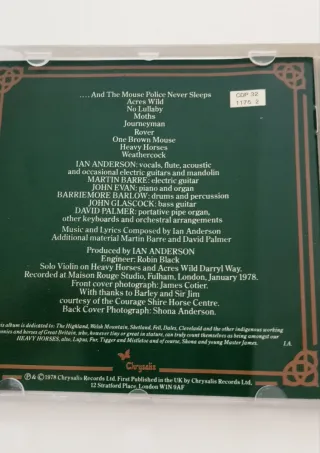 ....And The Mouse Police Never Sleeps
CDP 32
1175 2
Acres Wild
No Lullaby
Moths
Journeyman
Rover
One Brown Mouse
Heavy Horses
Weathercock
IAN ANDERSON: vocals, flute, acoustic
and occasional electric guitars and mandolin
MARTIN BARRE: electric guitar
JOHN EVAN: piano and organ
BARRIEMORE BARLOW: drums and percussion
JOHN GLASCOCK: bass guitar
DAVID PALMER: portative pipe organ,
other keyboards and orchestral arrangements
Music and Lyrics Composed by Ian Anderson
Additional material Martin Barre and David Palmer
Produced by IAN ANDERSON
Engineer: Robin Black
Solo Violin on Heavy Horses and Acres Wild Darryl Way.
Recorded at Maison Rouge Studio, Fulham, London, January 1978.
Front cover photograph: James Cotier.
With thanks to Barley and Sir Jim
courtesy of the Courage Shire Horse Centre.
Back Cover Photograph: Shona Anderson.
is album is dedicated to: The Highland, Welsh Mountain, Shetland, Fell, Dales, Cleveland and the other indigenous working
onies and horses of Great Britain, who, however tiny or great in stature, can truly count themselves as being amongst our
HEAVY HORSES, also, Lupus, Fur, Tigger and Mistletoe and of course, Shona and young Master James.
I.A.
Chrysalis
℗ & © 1978 Chrysalis Records Ltd. First Published in the UK by Chrysalis Records Ltd,
12 Stratford Place, London W1N 9AF